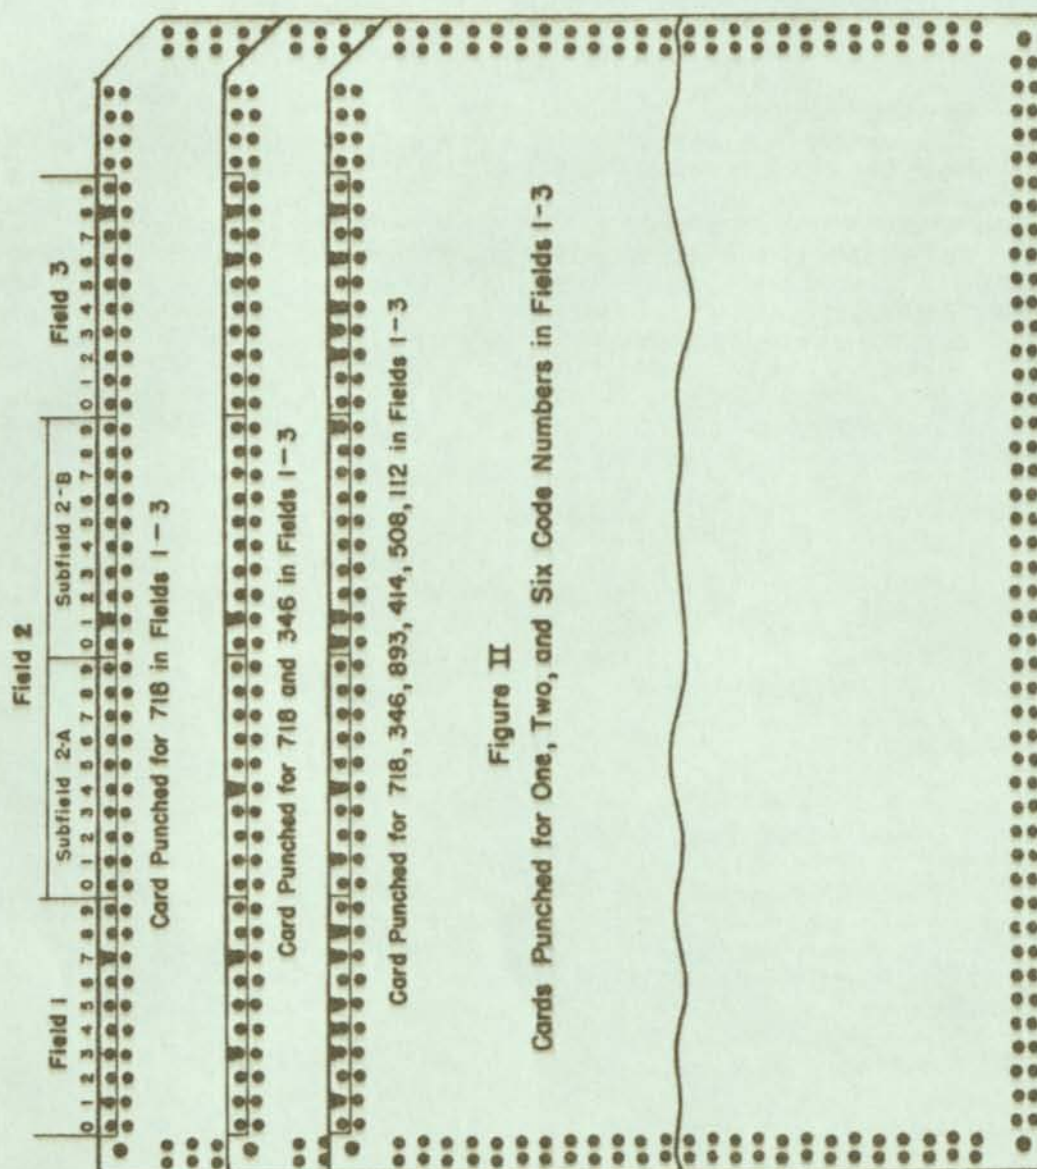 Field 2
Field 1
Subfield 2-A
Subfield 2-B
Field 3
0 1 2 3 4 5 6 7 8 9 0 1 2 3 4 5 6 7 8 9 0 1 2 3 4 5 6 7 8 9 0 1 2 3 4 5 6 7 8 9
Card Punched for 718 in Fields 1-3
Card Punched for 718 and 346 in Fields 1-3
Card Punched for 718, 346, 893, 414, 508, 112 in Fields 1-3
Figure II
Cards Punched for One, Two, and Six Code Numbers in Fields 1-3